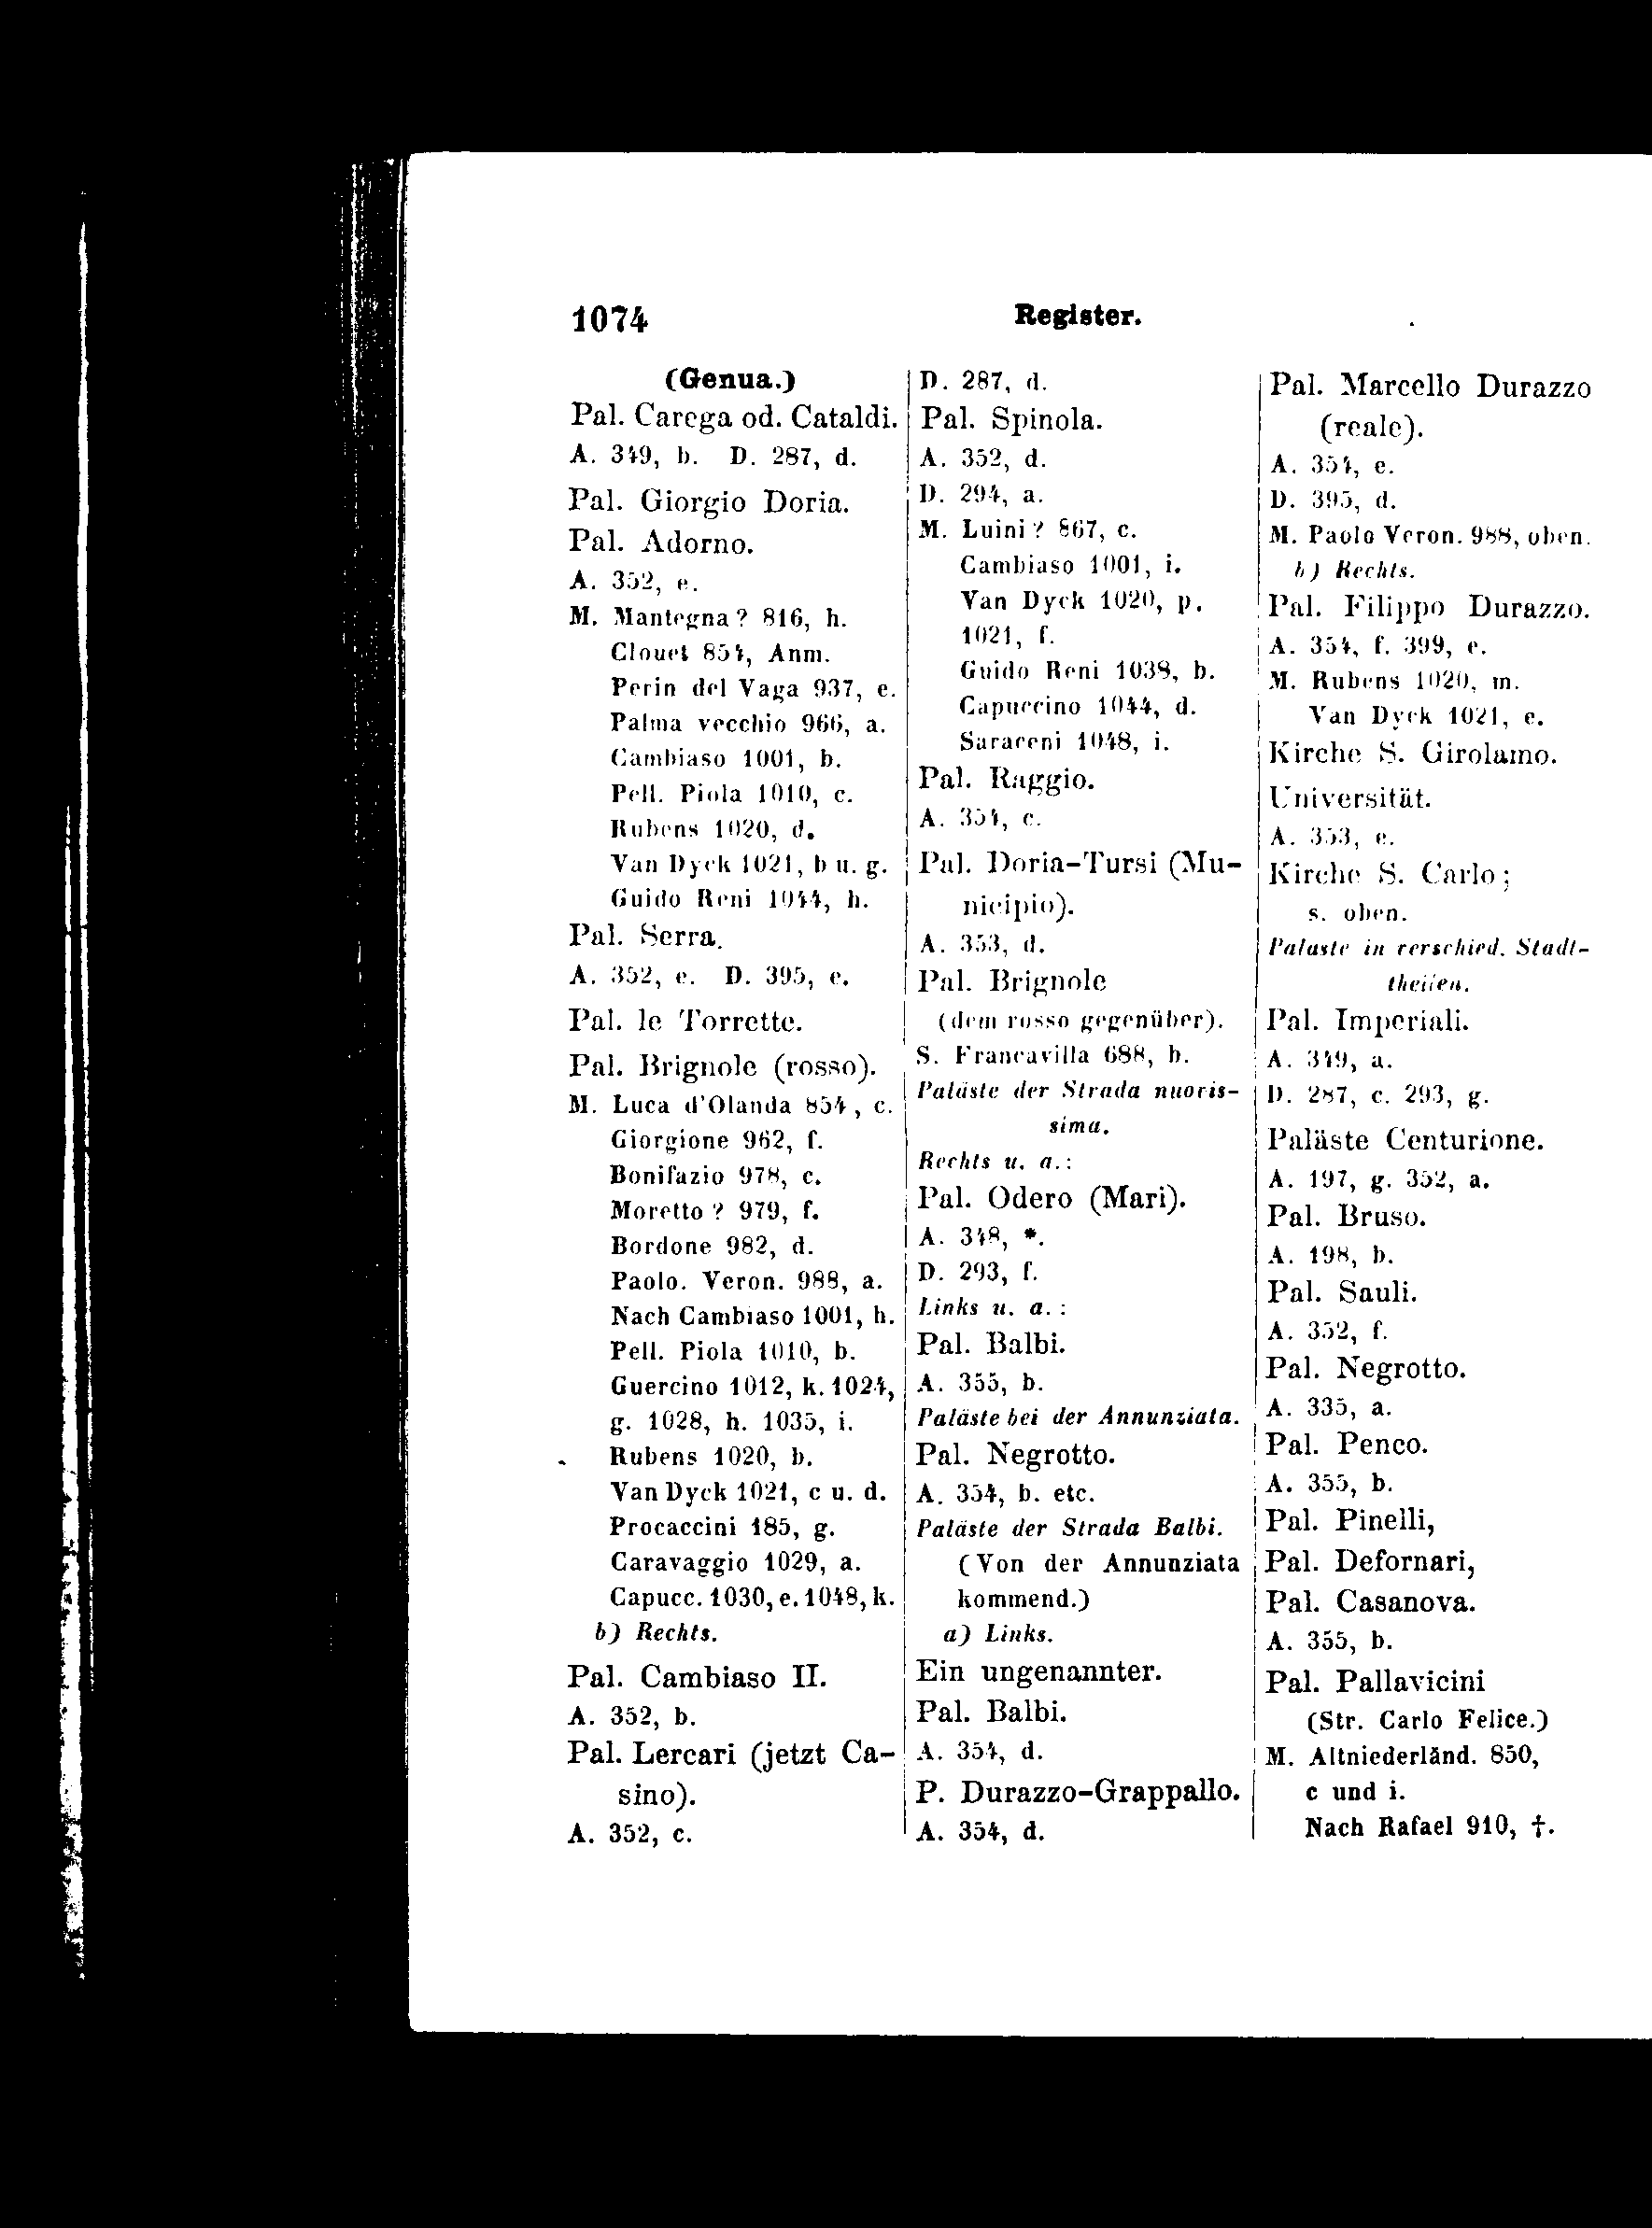 1074
Register.
(Genua.)
Pal. Carega od. Cataldi.
A. 349, b. D. 287, d.
Pal. Giorgio Doria.
Pal. Adorno.
A. 352, e.
M. Mantegna? 816, h.
Clouet 854, Anm.
Perin del Vaga 937, e.
Palma vecchio 966, a.
Cambiaso 1001, b.
Pell. Piola 1010, c.
Rubens 1020, d.
Van Dyck 1021, b u. g.
Guido Reni 1044, h.
Pal. Serra.
A. 352, e. D. 395, e.
Pal. le Torrette.
Pal. Brignole (rosso).
M. Luca d'Olanda 854, c.
Giorgione 962, f.
Bonifazio 978, c.
Moretto? 979, f.
Bordone 982, d.
Paolo. Veron. 988, a.
Nach Cambiaso 1001, h.
Pell. Piola 1010, b.
Guercino 1012, k. 1024,
g. 1028, h. 1035, i.
Rubens 1020, b.
Van Dyck 1021, c u. d.
Procaccini 185, g.
Caravaggio 1029, a.
Capucc. 1030, e. 1048, k.
b) Rechts.
Pal. Cambiaso II.
A. 352, b.
Pal. Lercari (jetzt Ca-
sino).
A. 352, c.
D. 287, d.
Pal. Spinola.
A. 352, d.
D. 294, a.
M. Luini? 867, c.
Cambiaso 1001, i.
Van Dyck 1020, p.
1021, f.
Guido Reni 1038, b.
Capuccino 1044, d.
Saraceni 1048, i.
Pal. Raggio.
A. 354, c.
Pal. Doria-Tursi (Mu-
nicipio).
A. 353, d.
Pal. Brignole
(dem rosso gegenüber).
S. Francavilla 688, b.
Paläste der Strada nuoris-
sima.
Rechts u. a.:
Pal. Odero (Mari).
A. 348, *.
D. 293, f.
Links u. a.:
Pal. Balbi.
A. 355, b.
Paläste bei der Annunziata.
Pal. Negrotto.
A. 354, b. etc.
Paläste der Strada Balbi.
(Von der Annunziata
kommend.)
a) Links.
Ein ungenannter.
Pal. Balbi.
A. 354, d.
P. Durazzo-Grappallo.
A. 354, d.
Pal. Marcello Durazzo
(reale).
A. 354, e.
D. 395, d.
M. Paolo Veron. 988, oben.
b) Rechts.
Pal. Filippo Durazzo.
A. 354, f. 399, e.
M. Rubens 1020, m.
Van Dyck 1021, e.
Kirche S. Girolamo.
Universität.
A. 353, e.
Kirche S. Carlo;
s. oben.
Paläste in verschied. Stadt-
theilen.
Pal. Imperiali.
A. 349, a.
D. 287, c. 293, g.
Paläste Centurione.
A. 197, g. 352, a.
Pal. Bruso.
A. 198, b.
Pal. Sauli.
A. 352, f.
Pal. Negrotto.
A. 335, a.
Pal. Penco.
A. 355, b.
Pal. Pinelli,
Pal. Defornari,
Pal. Casanova.
A. 355, b.
Pal. Pallavicini
(Str. Carlo Felice.)
M. Altniederländ. 850,
c und i.
Nach Rafael 910, †.